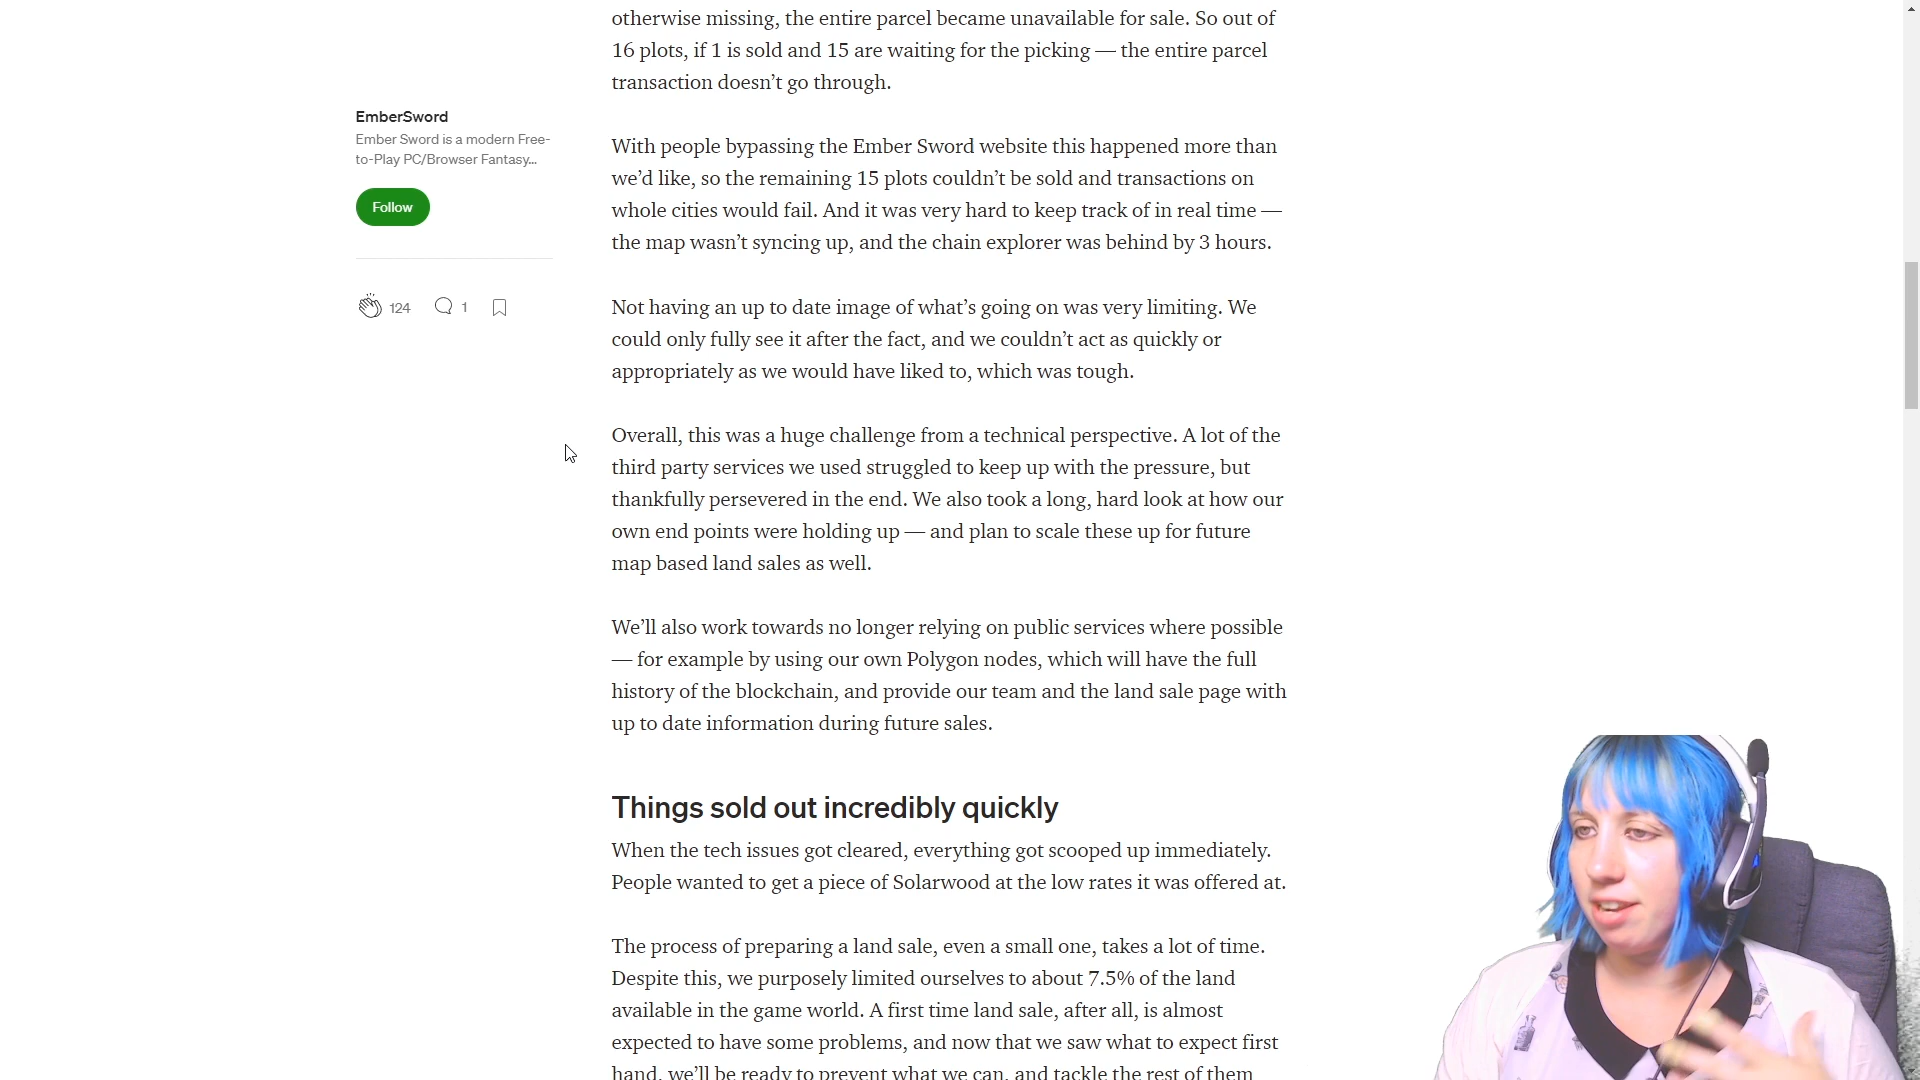 otherwise missing, the entire parcel became unavailable for sale. So out of
16 plots, if 1 is sold and 15 are waiting for the picking — the entire parcel
transaction doesn’t go through.
EmberSword
Ember Sword is a modern Free-
to-Play PC/Browser Fantasy...
Follow
124
1
With people bypassing the Ember Sword website this happened more than
we’d like, so the remaining 15 plots couldn’t be sold and transactions on
whole cities would fail. And it was very hard to keep track of in real time —
the map wasn’t syncing up, and the chain explorer was behind by 3 hours.
Not having an up to date image of what’s going on was very limiting. We
could only fully see it after the fact, and we couldn’t act as quickly or
appropriately as we would have liked to, which was tough.
Overall, this was a huge challenge from a technical perspective. A lot of the
third party services we used struggled to keep up with the pressure, but
thankfully persevered in the end. We also took a long, hard look at how our
own end points were holding up — and plan to scale these up for future
map based land sales as well.
We’ll also work towards no longer relying on public services where possible
— for example by using our own Polygon nodes, which will have the full
history of the blockchain, and provide our team and the land sale page with
up to date information during future sales.
Things sold out incredibly quickly
When the tech issues got cleared, everything got scooped up immediately.
People wanted to get a piece of Solarwood at the low rates it was offered at.
The process of preparing a land sale, even a small one, takes a lot of time.
Despite this, we purposely limited ourselves to about 7.5% of the land
available in the game world. A first time land sale, after all, is almost
expected to have some problems, and now that we saw what to expect first
hand, we’ll be ready to prevent what we can, and tackle the rest of them